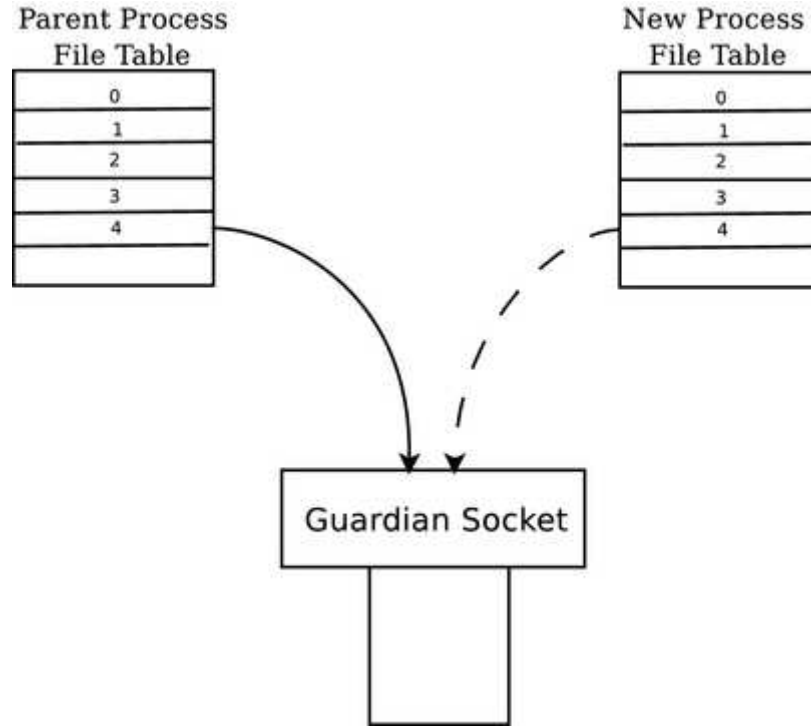 Parent Process
File Table
0
1
2
3
4
New Process
File Table
0
1
2
3
4
Guardian Socket